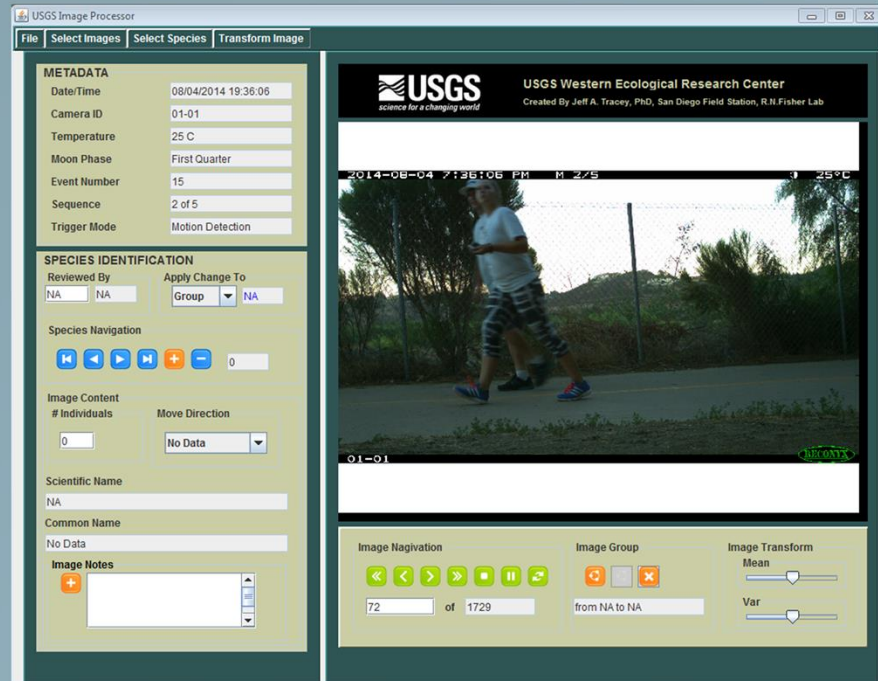 USGS Image Processor
File Select Images Select Species Transform Image
METADATA
Date/Time 08/04/2014 19:36:06
Camera ID 01-01
Temperature 25 C
Moon Phase First Quarter
Event Number 15
Sequence 2 of 5
Trigger Mode Motion Detection
SPECIES IDENTIFICATION
Reviewed By Apply Change To
NA NA Group NA
Species Navigation
0
Image Content
# Individuals Move Direction
0 No Data
Scientific Name
NA
Common Name
No Data
Image Notes
USGS
science for a changing world
USGS Western Ecological Research Center
Created By Jeff A. Tracey, PhD, San Diego Field Station, R.N.Fisher Lab
2014-08-04 7:36:06 PM M 2/5 25°C
01-01 RECONYX
Image Nagivation Image Group Image Transform
Mean
72 of 1729 from NA to NA Var